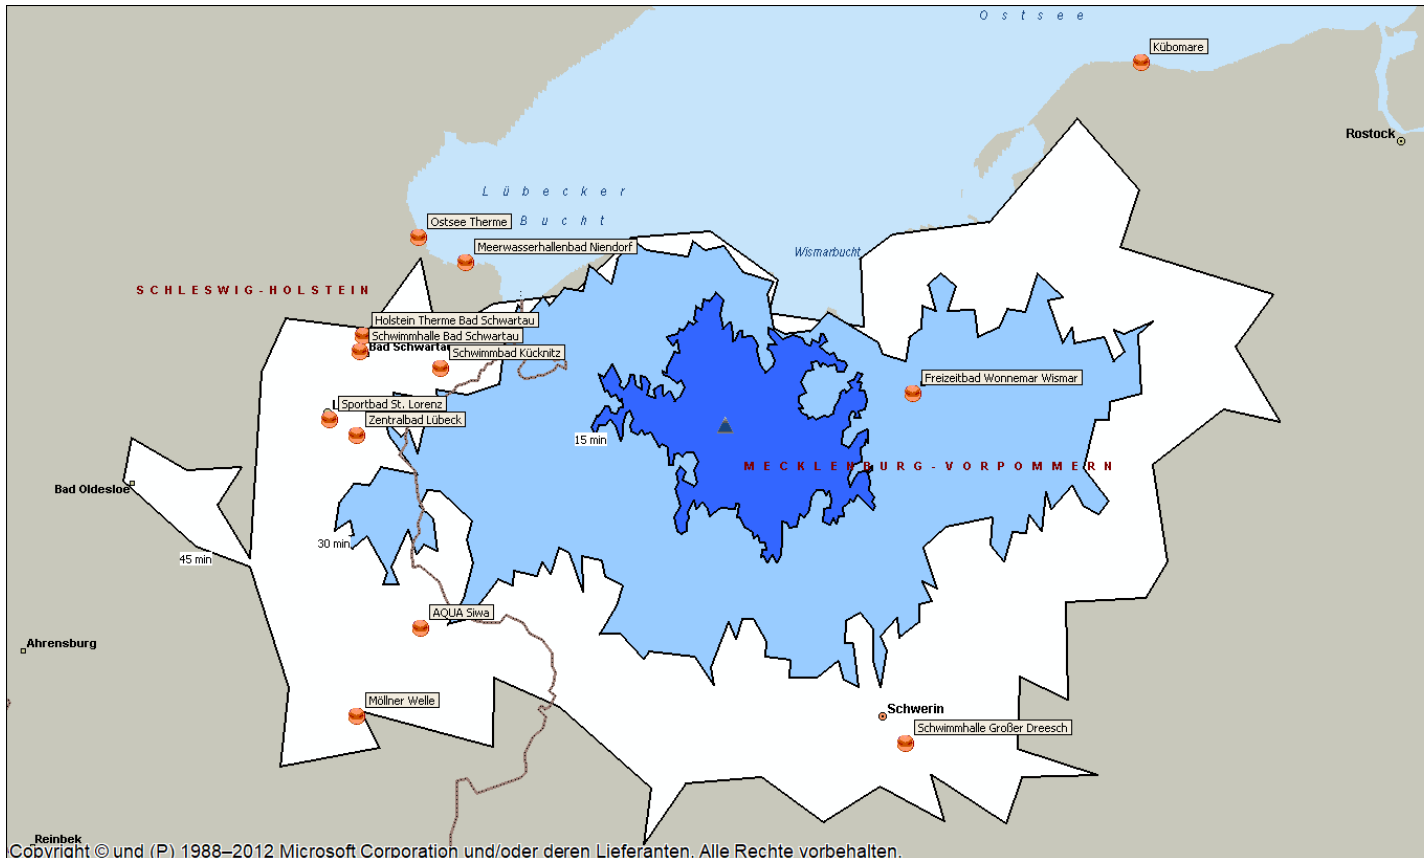 Ostsee
Kübomare
Rostock
Lübecker
Bucht
Ostsee Therme
Meerwasserhallenbad Niendorf
Wismarbucht
SCHLESWIG-HOLSTEIN
Holstein Therme Bad Schwartau
Schwimmhalle Bad Schwartau
Bad Schwartau
Schwimmbad Kücknitz
Freizeitbad Wonnemar Wismar
Sportbad St. Lorenz
Zentralbad Lübeck
15 min
MECKLENBURG-VORPOMMERN
Bad Oldesloe
30 min
45 min
AQUA Siwa
Ahrensburg
Möllner Welle
Schwerin
Schwimmhalle Großer Dreesch
Reinbek
Copyright © und (P) 1988–2012 Microsoft Corporation und/oder deren Lieferanten. Alle Rechte vorbehalten.